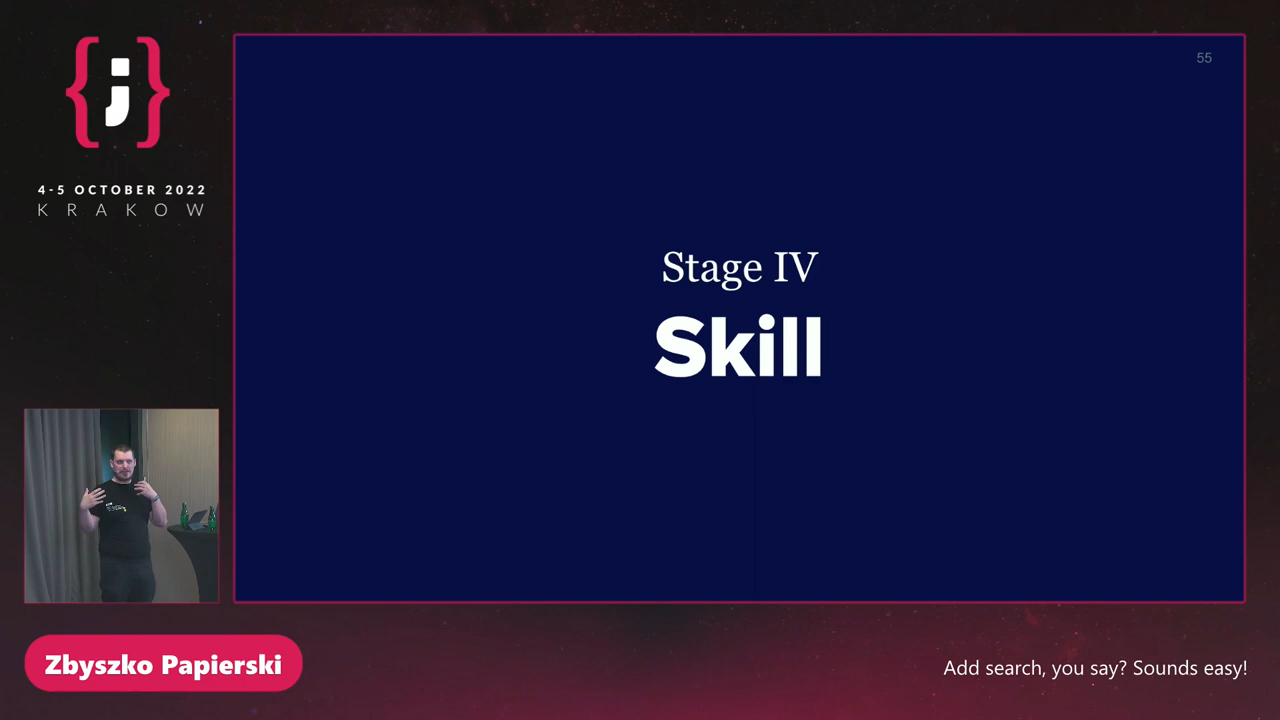 {;}
4-5 OCTOBER 2022
KRAKOW
55
Stage IV
Skill
Zbyszko Papierski
Add search, you say? Sounds easy!